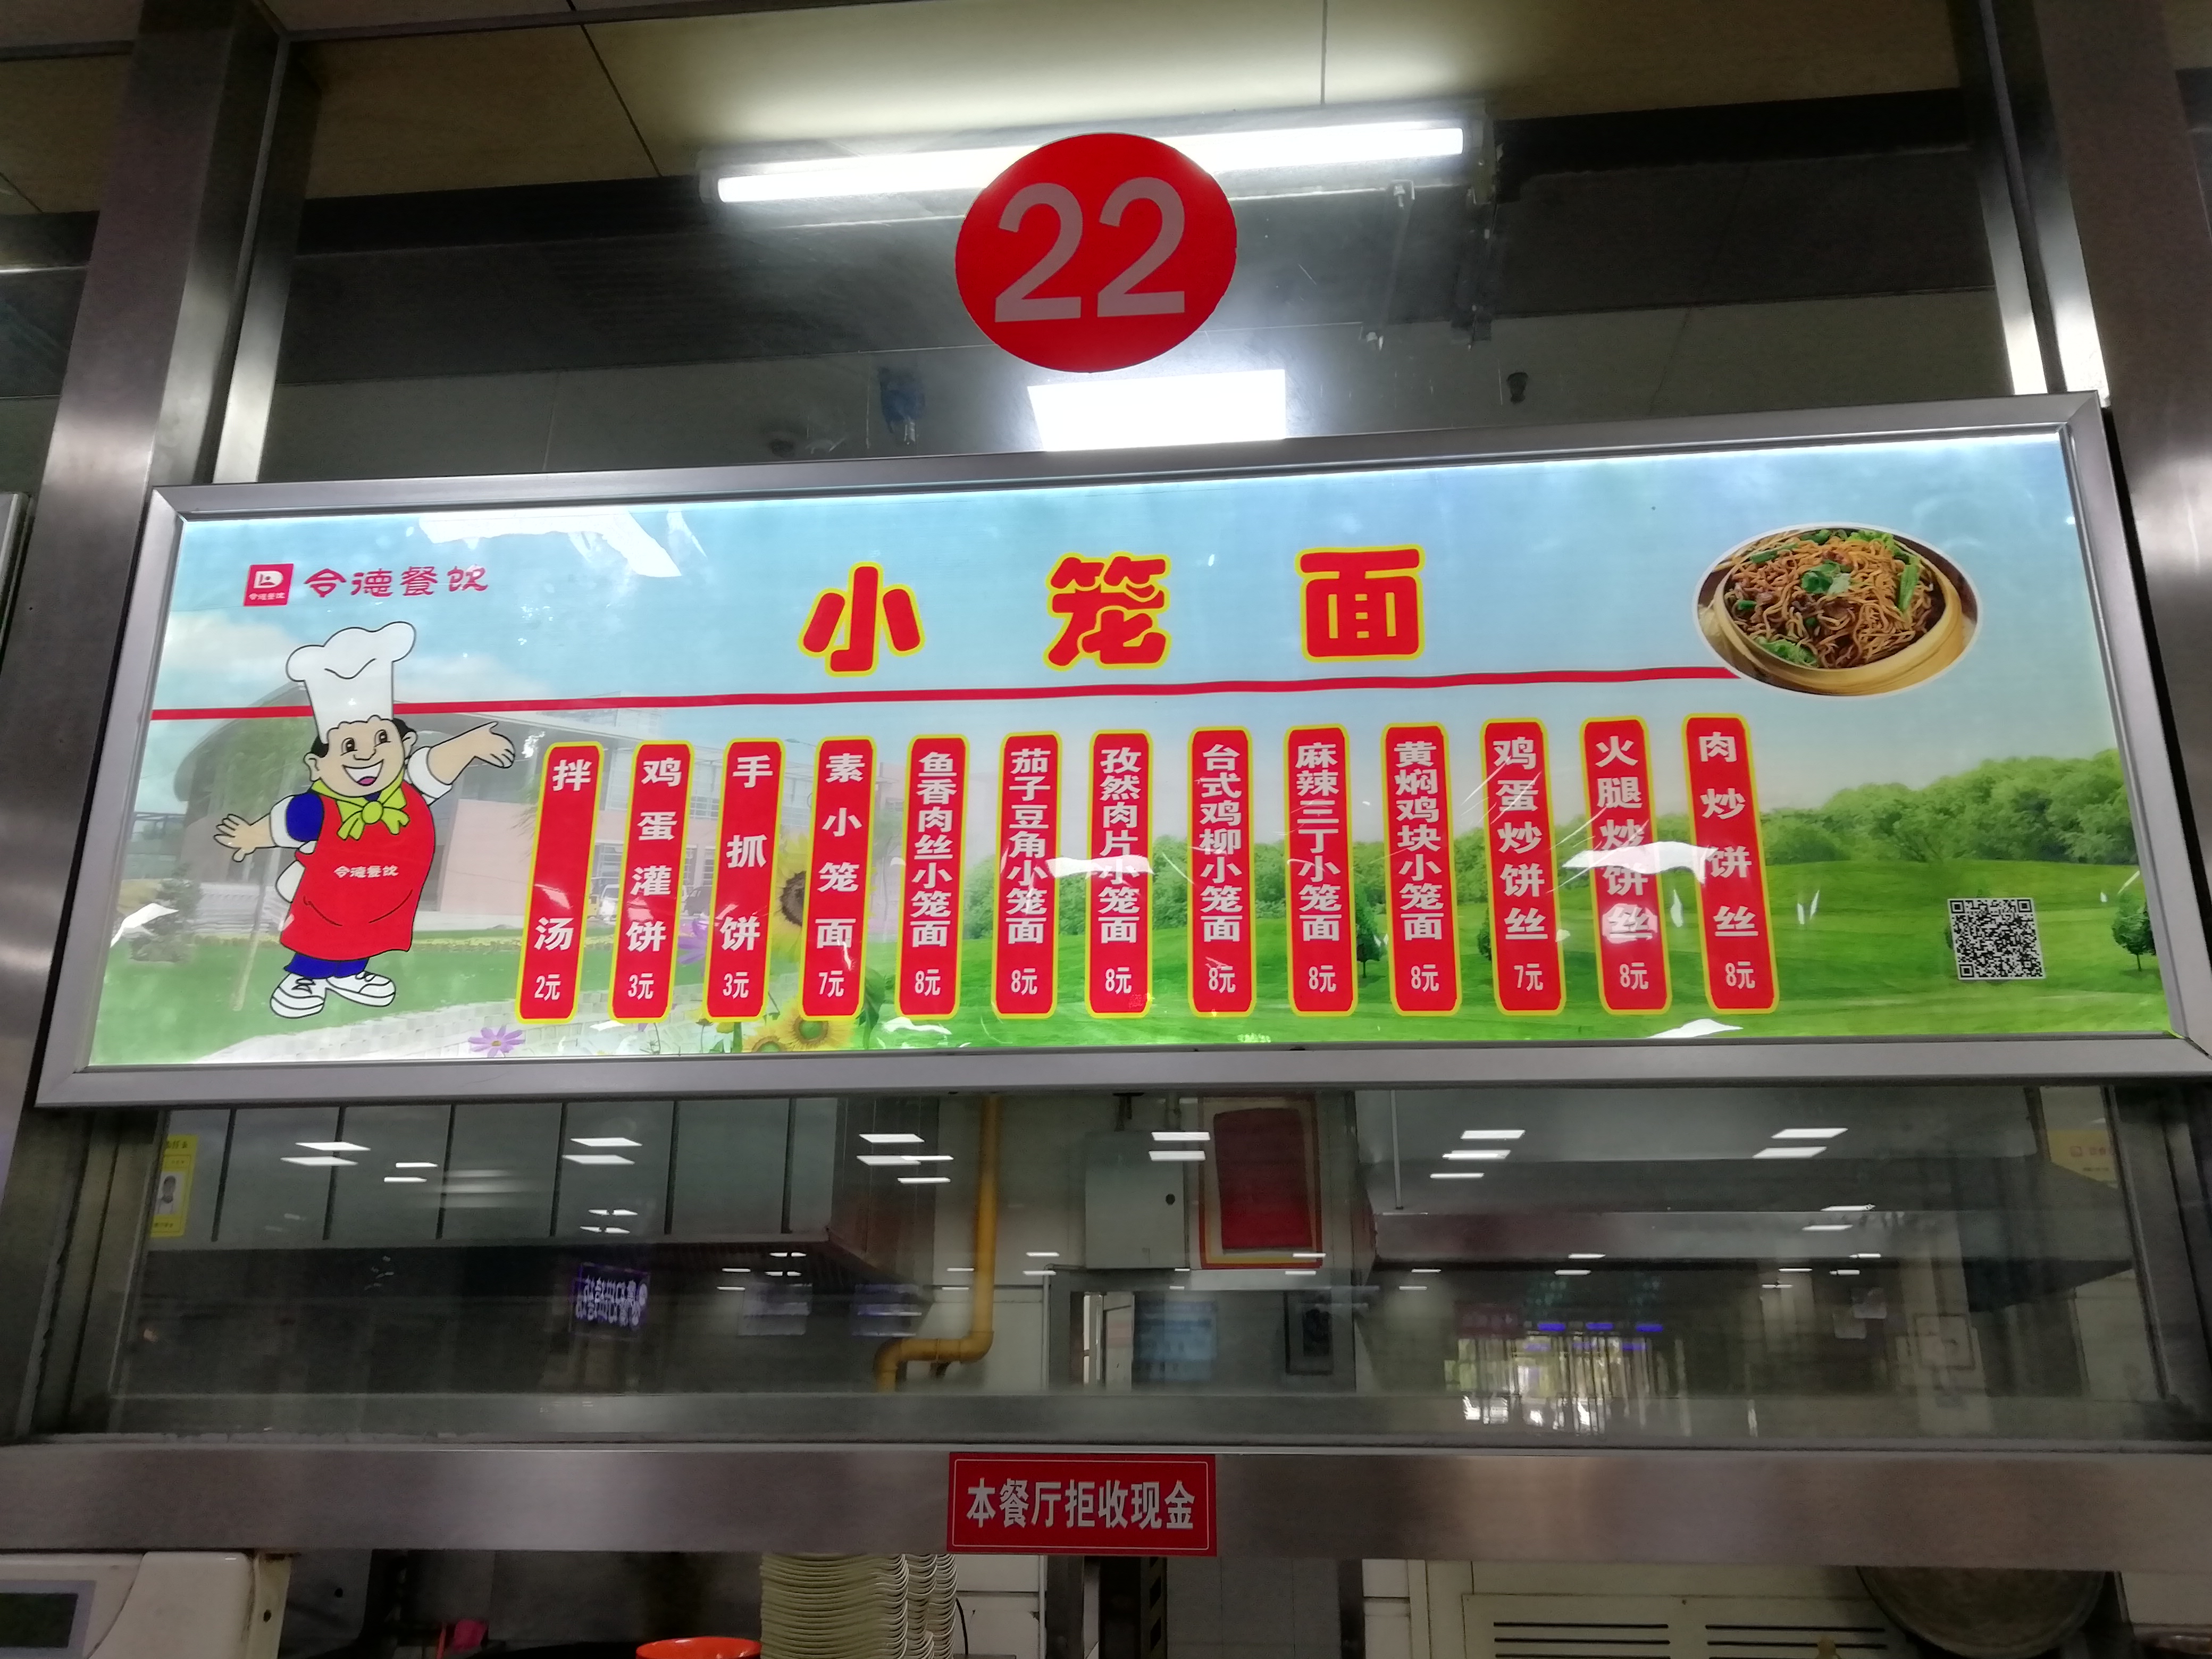 22
令德餐饮
令德餐饮
小笼面
令德餐饮
拌汤 2元
鸡蛋灌饼 3元
手抓饼 3元
素小笼面 7元
鱼香肉丝小笼面 8元
茄子豆角小笼面 8元
孜然肉片小笼面 8元
台式鸡柳小笼面 8元
麻辣三丁小笼面 8元
黄焖鸡块小笼面 8元
鸡蛋炒饼丝 7元
火腿炒饼丝 8元
肉炒饼丝 8元
本餐厅拒收现金